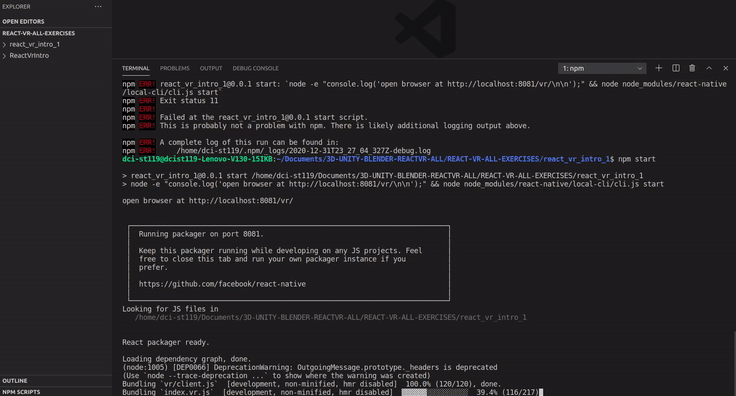 EXPLORER
···
OPEN EDITORS
REACT-VR-ALL-EXERCISES
react_vr_intro_1
ReactVrIntro
OUTLINE
NPM SCRIPTS
TERMINAL PROBLEMS OUTPUT DEBUG CONSOLE 1: npm
npm ERR! react_vr_intro_1@0.0.1 start: `node -e "console.log('open browser at http://localhost:8081/vr/\n\n');" && node node_modules/react-native
/local-cli/cli.js start`
npm ERR! Exit status 11
npm ERR!
npm ERR! Failed at the react_vr_intro_1@0.0.1 start script.
npm ERR! This is probably not a problem with npm. There is likely additional logging output above.
npm ERR! A complete log of this run can be found in:
npm ERR!     /home/dci-st119/.npm/_logs/2020-12-31T23_27_04_327Z-debug.log
dci-st119@dcist119-Lenovo-V130-15IKB:~/Documents/3D-UNITY-BLENDER-REACTVR-ALL/REACT-VR-ALL-EXERCISES/react_vr_intro_1$ npm start
> react_vr_intro_1@0.0.1 start /home/dci-st119/Documents/3D-UNITY-BLENDER-REACTVR-ALL/REACT-VR-ALL-EXERCISES/react_vr_intro_1
> node -e "console.log('open browser at http://localhost:8081/vr/\n\n');" && node node_modules/react-native/local-cli/cli.js start
open browser at http://localhost:8081/vr/
Running packager on port 8081.
Keep this packager running while developing on any JS projects. Feel
free to close this tab and run your own packager instance if you
prefer.
https://github.com/facebook/react-native
Looking for JS files in
/home/dci-st119/Documents/3D-UNITY-BLENDER-REACTVR-ALL/REACT-VR-ALL-EXERCISES/react_vr_intro_1
React packager ready.
Loading dependency graph, done.
(node:1005) [DEP0066] DeprecationWarning: OutgoingMessage.prototype._headers is deprecated
(Use `node --trace-deprecation ...` to show where the warning was created)
Bundling `vr/client.js`  [development, non-minified, hmr disabled]  100.0% (120/120), done.
Bundling `index.vr.js`  [development, non-minified, hmr disabled]  39.4% (116/217)